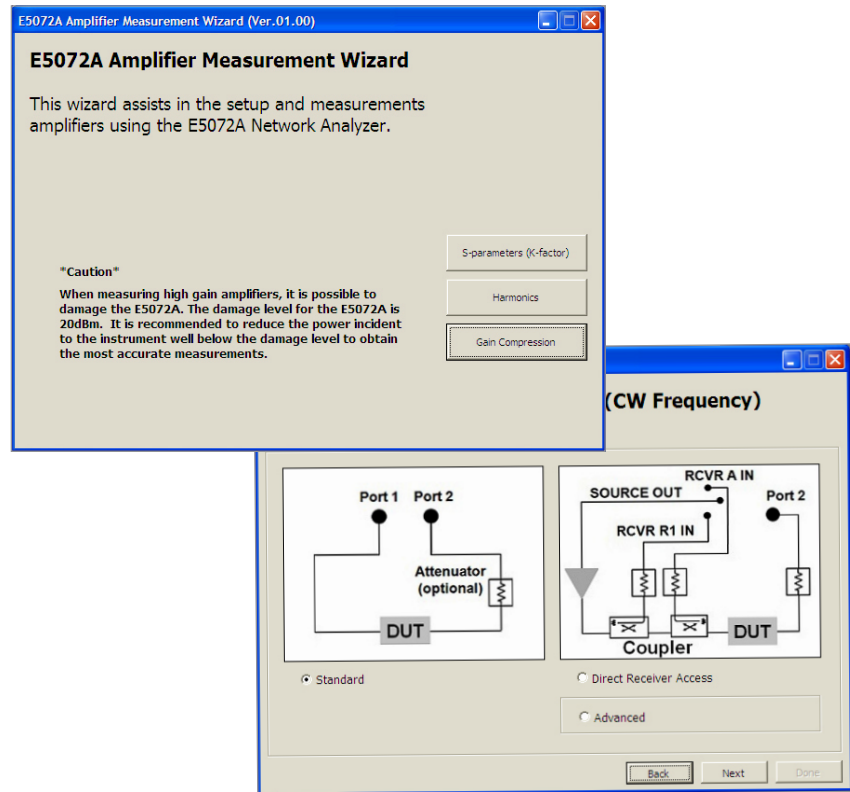 E5072A Amplifier Measurement Wizard (Ver.01.00)
E5072A Amplifier Measurement Wizard
This wizard assists in the setup and measurements
amplifiers using the E5072A Network Analyzer.
S-parameters (K-factor)
*Caution*
When measuring high gain amplifiers, it is possible to
damage the E5072A. The damage level for the E5072A is
20dBm. It is recommended to reduce the power incident
to the instrument well below the damage level to obtain
the most accurate measurements.
Harmonics
Gain Compression
(CW Frequency)
Port 1 Port 2
Attenuator
(optional)
DUT
RCVR A IN
SOURCE OUT
Port 2
RCVR R1 IN
DUT
Coupler
Standard
Direct Receiver Access
Advanced
Back
Next
Done